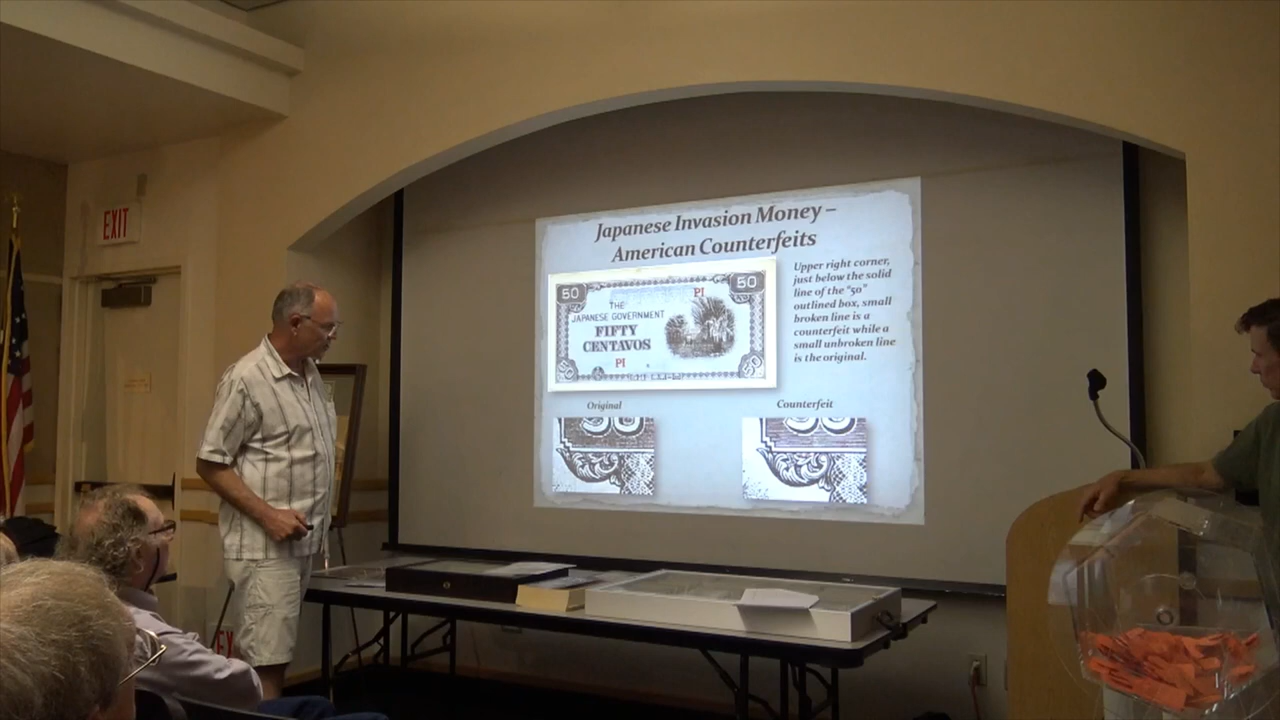 EXIT
Japanese Invasion Money –
American Counterfeits
50
50
PI
THE
JAPANESE GOVERNMENT
FIFTY
CENTAVOS
PI
50
50
Upper right corner,
just below the solid
line of the "50"
outlined box, small
broken line is a
counterfeit while a
small unbroken line
is the original.
Original
Counterfeit